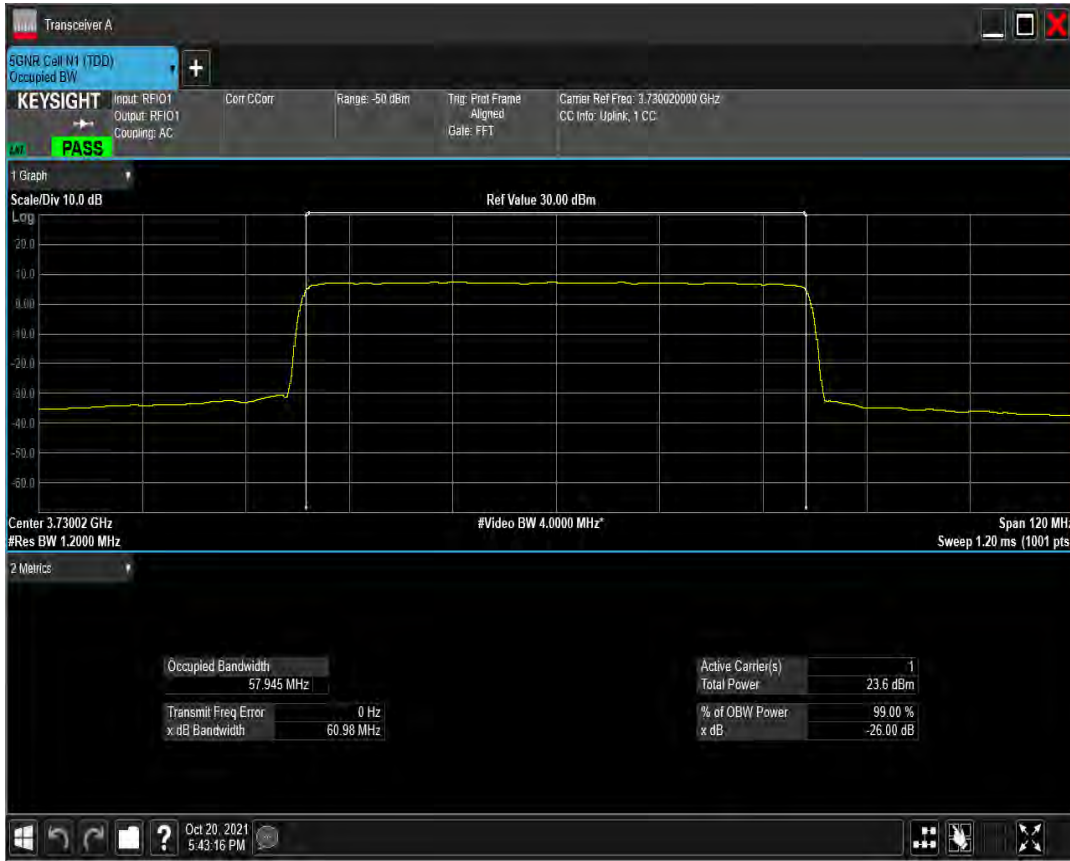 Transceiver A
5GNR Cell N1 (TDD)
Occupied BW
+
KEYSIGHT
Input: RFIO1
Output: RFIO1
Coupling: AC
Corr CCorr
Range: -50 dBm
Trig: Prot Frame
Aligned
Gate: FFT
Carrier Ref Freq: 3.730020000 GHz
CC Info: Uplink, 1 CC
PASS
1 Graph
Scale/Div 10.0 dB
Ref Value 30.00 dBm
Log
20.0
10.0
0.00
-10.0
-20.0
-30.0
-40.0
-50.0
-60.0
Center 3.73002 GHz
#Video BW 4.0000 MHz*
Span 120 MHz
#Res BW 1.2000 MHz
Sweep 1.20 ms (1001 pts
2 Metrics
Occupied Bandwidth
57.945 MHz
Transmit Freq Error 0 Hz
x dB Bandwidth 60.98 MHz
Active Carrier(s) 1
Total Power 23.6 dBm
% of OBW Power 99.00 %
x dB -26.00 dB
?
Oct 20, 2021
5:43:16 PM